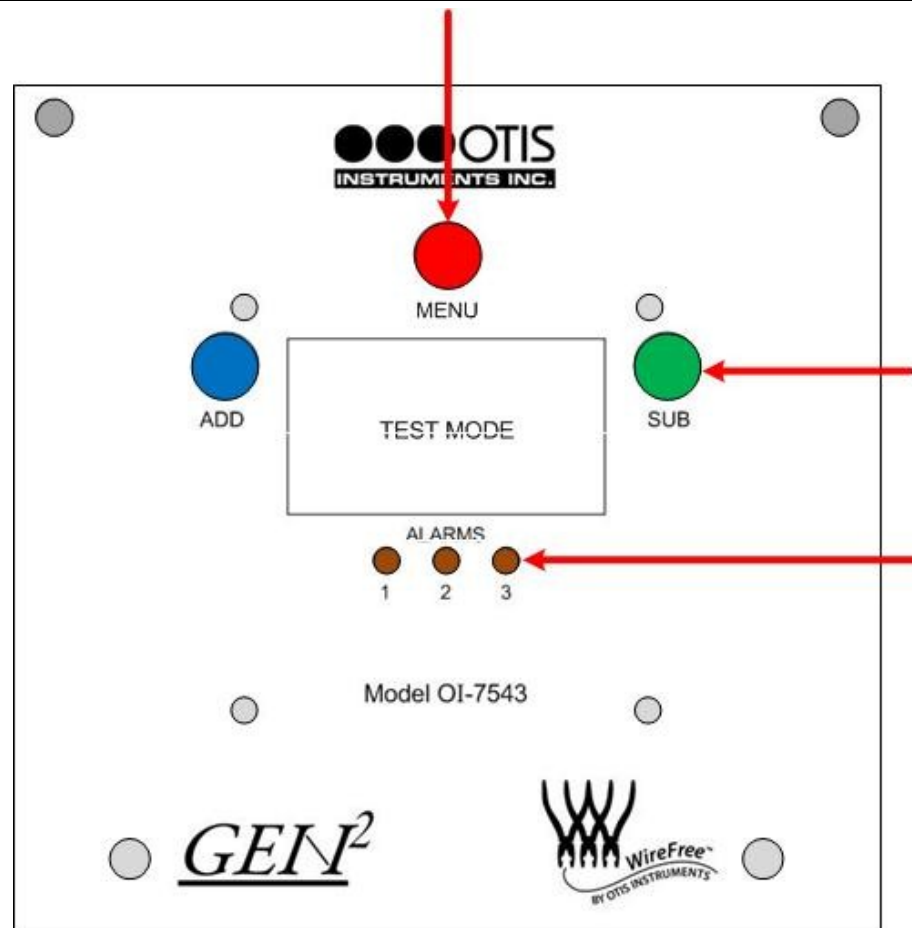 OTIS
INSTRUMENTS INC.
MENU
ADD
SUB
TEST MODE
ALARMS
1 2 3
Model OI-7543
GEN²
WireFree™
BY OTIS INSTRUMENTS